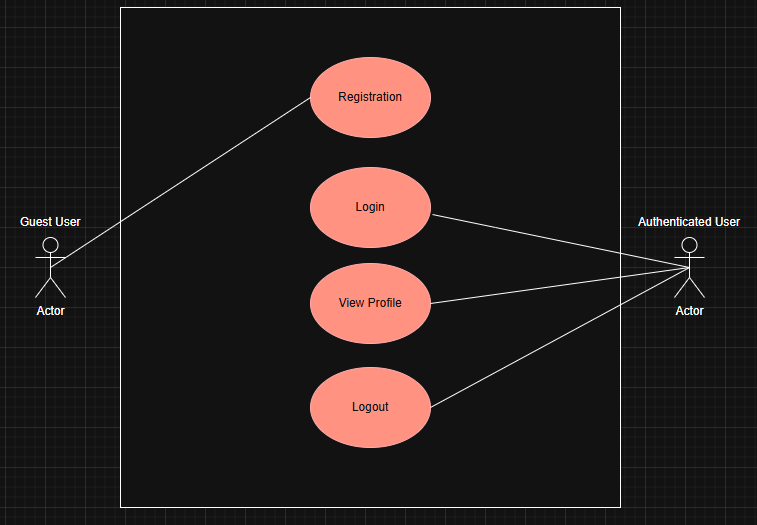 Registration
Login
Guest User
Authenticated User
View Profile
Actor
Actor
Logout